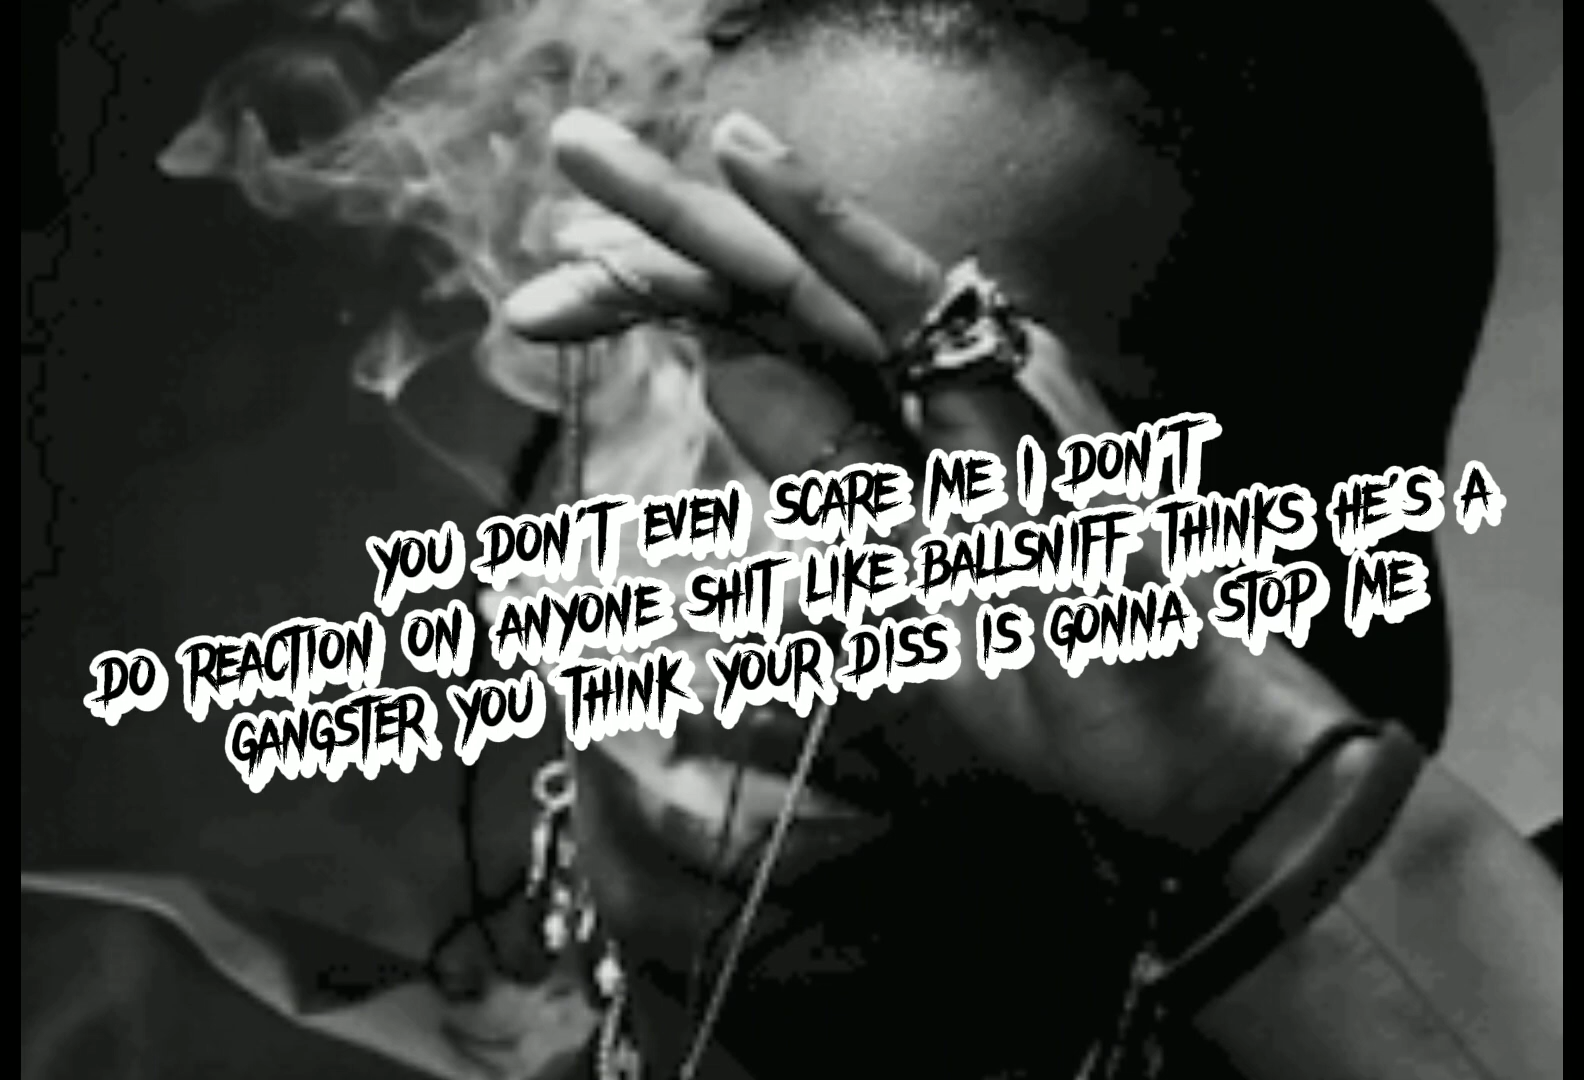 YOU DON'T EVEN SCARE ME I DON'T
DO REACTION ON ANYONE SHIT LIKE BALLSNIFF THINKS HE'S A
GANGSTER YOU THINK YOUR DISS IS GONNA STOP ME